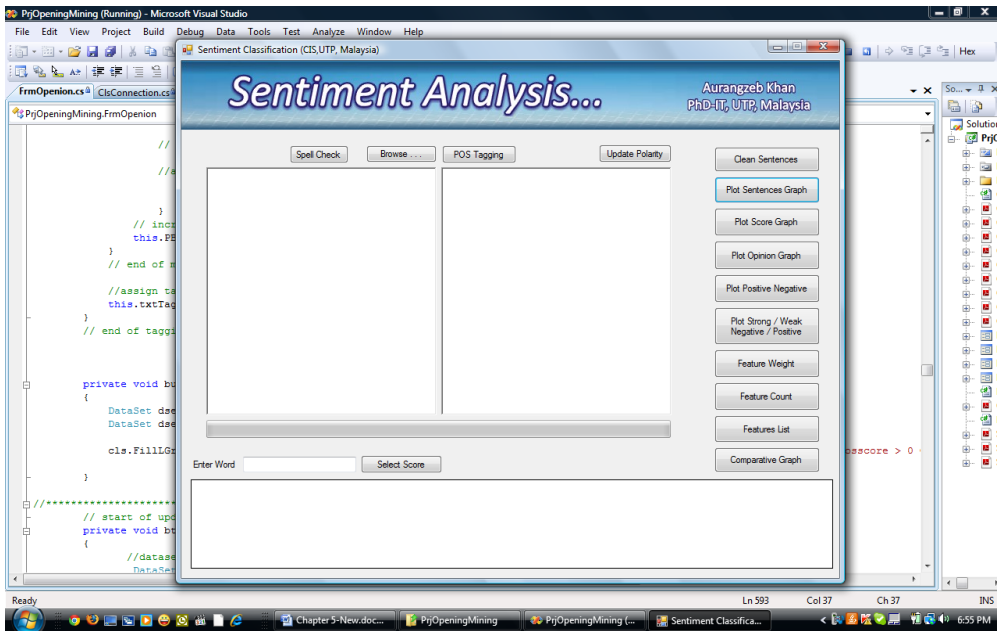 PrjOpeningMining (Running) - Microsoft Visual Studio
File Edit View Project Build Debug Data Tools Test Analyze Window Help
Hex
FrmOpenion.cs ClsConnection.cs
So...
PrjOpeningMining.FrmOpenion
Solution
//
//a
}
// incr
this.PE
}
// end of m
//assign ta
this.txtTag
}
// end of taggi
private void bu
{
DataSet dse
DataSet dse
cls.FillLGr
osscore > 0
}
//**********************
// start of upd
private void bt
{
//datase
DataSet
Sentiment Classification (CIS,UTP, Malaysia)
Sentiment Analysis...
Aurangzeb Khan
PhD-IT, UTP, Malaysia
Spell Check Browse . . . POS Tagging Update Polarity
Clean Sentences
Plot Sentences Graph
Plot Score Graph
Plot Opinion Graph
Plot Positive Negative
Plot Strong / Weak
Negative / Positive
Feature Weight
Feature Count
Features List
Comparative Graph
Enter Word Select Score
Ready Ln 593 Col 37 Ch 37 INS
Chapter 5-New.doc... PrjOpeningMining PrjOpeningMining (... Sentiment Classifica... 6:55 PM